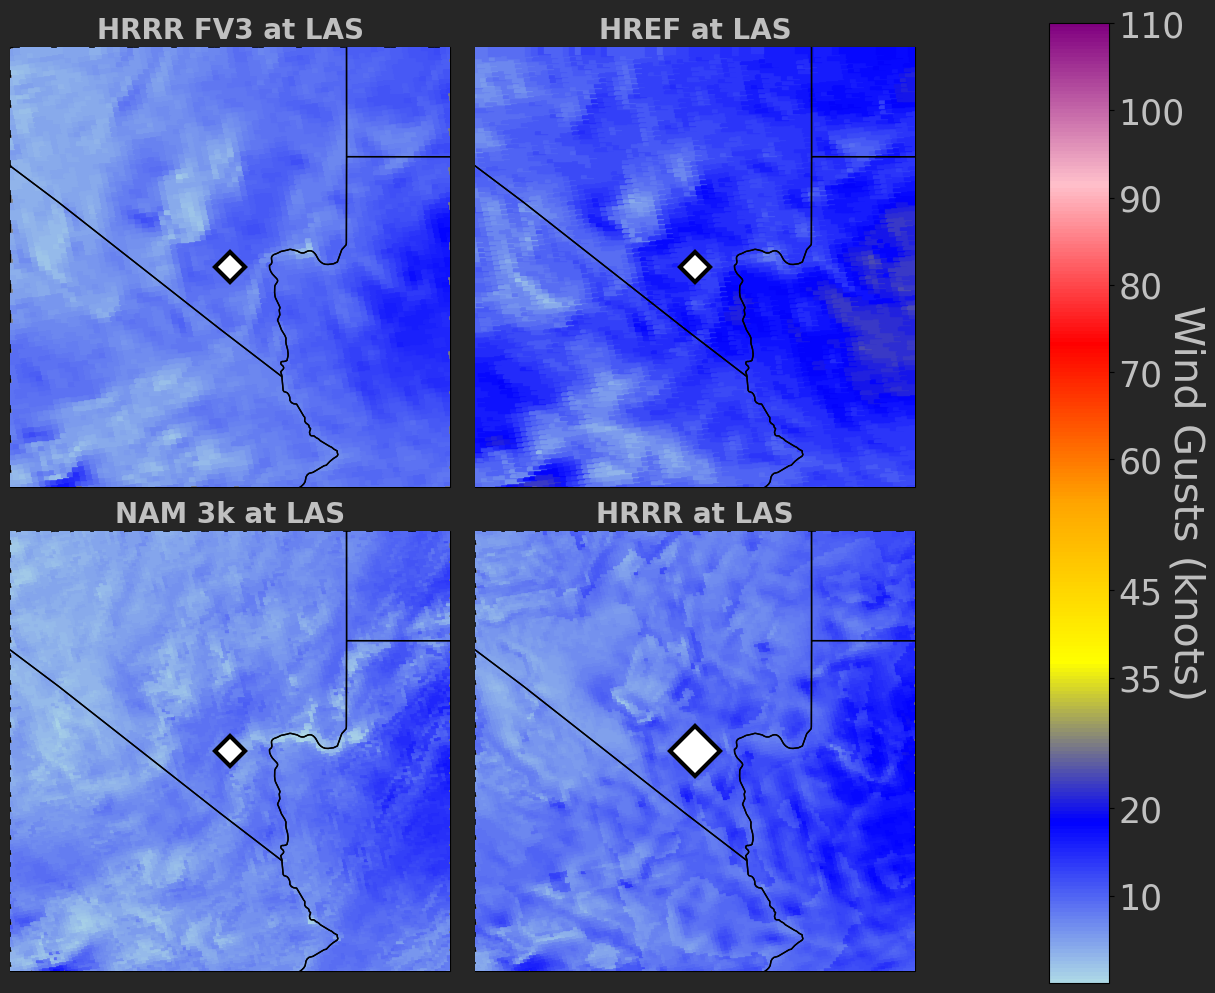 HRRR FV3 at LAS
HREF at LAS
NAM 3k at LAS
HRRR at LAS
110
100
90
80
70
60
45
35
20
10
Wind Gusts (knots)